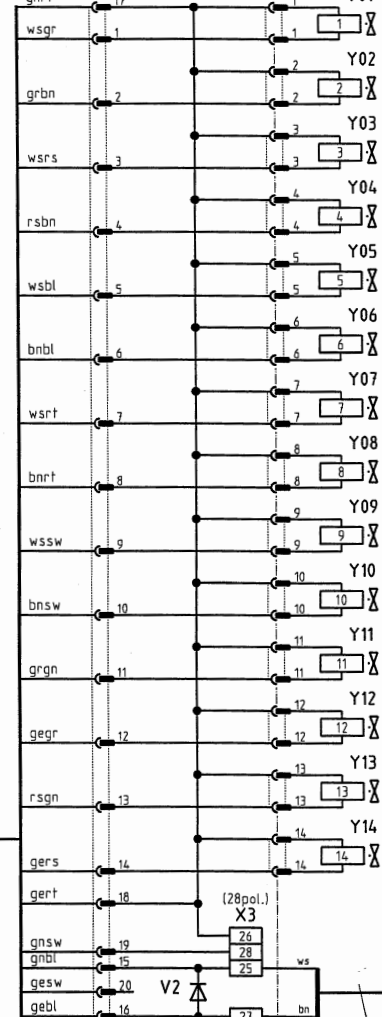 17 1
wsgr 1 1 1
Y02
2
2
grbn 2 2
Y03
3
3
wsrs 3 3
Y04
4
4
rsbn 4 4
Y05
5
5
wsbl 5 5
Y06
6
6
bnbl 6 6
Y07
7
7
wsrt 7 7
Y08
8
8
bnrt 8 8
Y09
9
9
wssw 9 9
Y10
10
10
bnsw 10 10
Y11
11
11
grgn 11 11
Y12
12
12
gegr 12 12
Y13
13
13
rsgn 13 13
Y14
14
14
gers 14 14
gert 18
(28pol.)
X3
26
gnsw 19 28
gnbl 15 25 ws
gesw 20 V2
gebl 16 27 bn